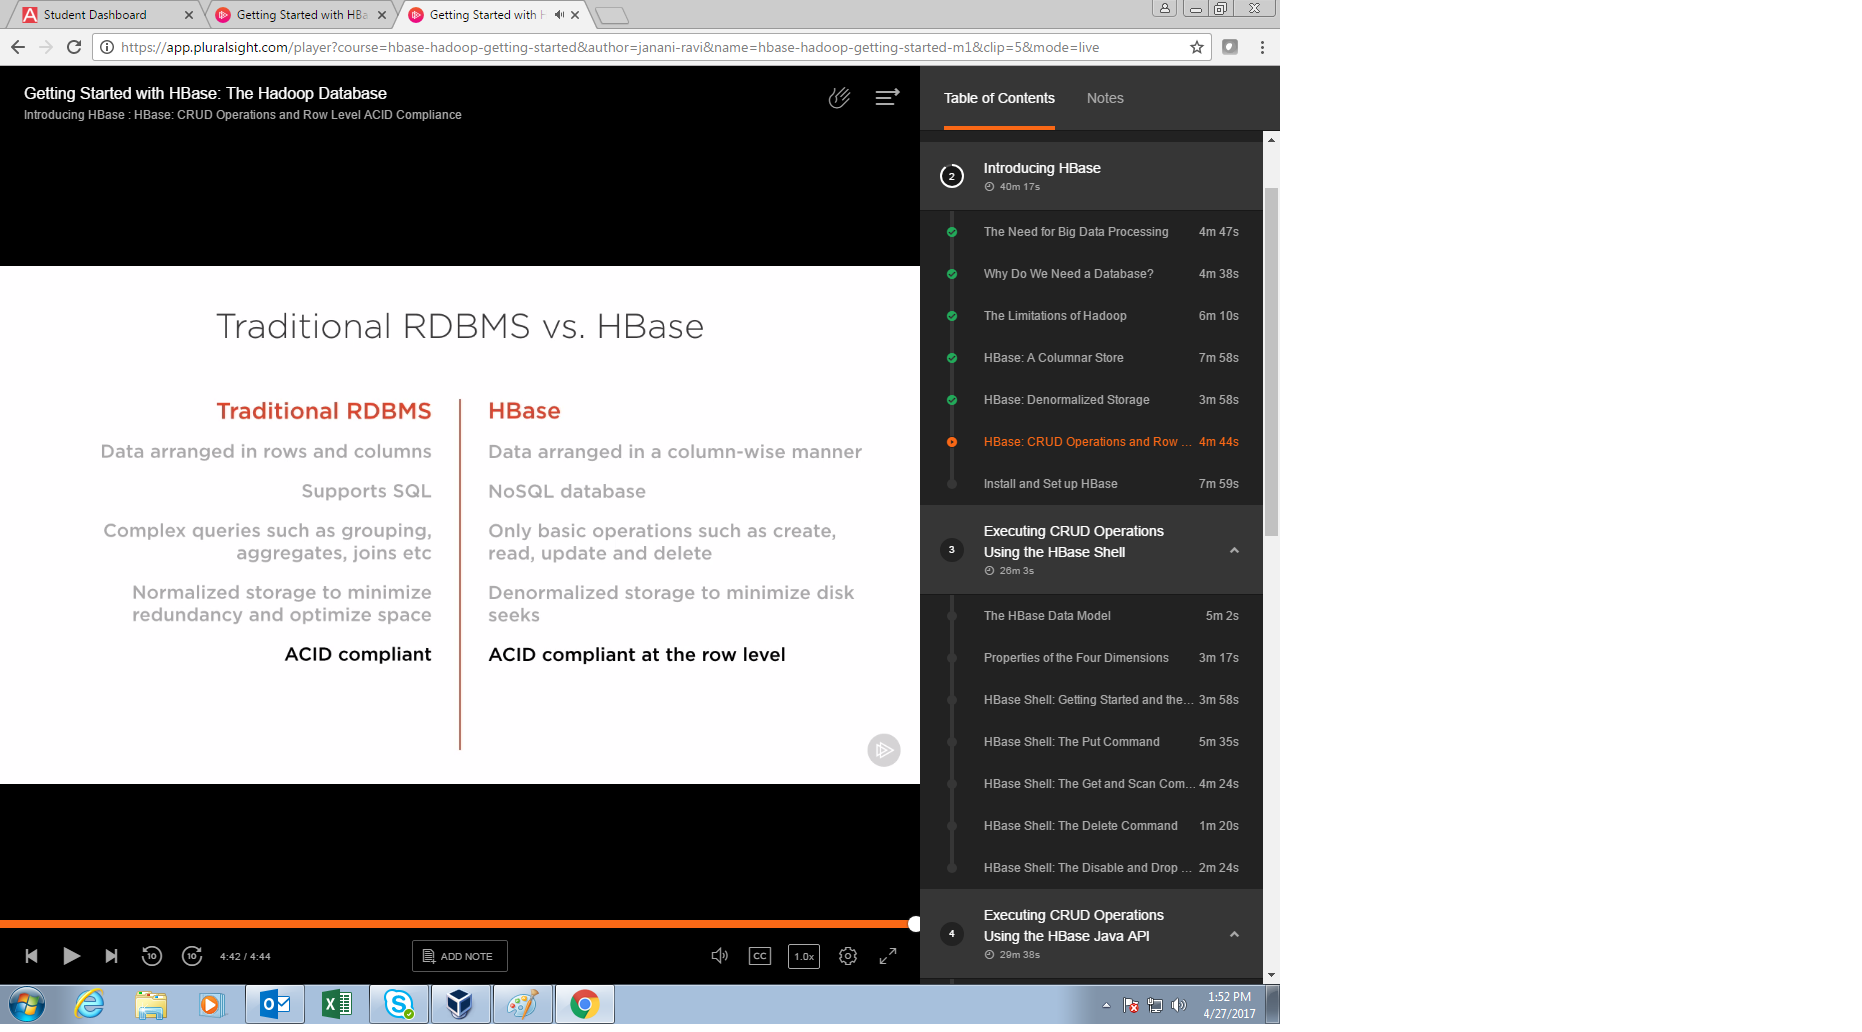 Student Dashboard
Getting Started with HBa
Getting Started with H
https://app.pluralsight.com/player?course=hbase-hadoop-getting-started&author=janani-ravi&name=hbase-hadoop-getting-started-m1&clip=5&mode=live
Getting Started with HBase: The Hadoop Database
Introducing HBase : HBase: CRUD Operations and Row Level ACID Compliance
Traditional RDBMS vs. HBase
Traditional RDBMS
Data arranged in rows and columns
Supports SQL
Complex queries such as grouping,
aggregates, joins etc
Normalized storage to minimize
redundancy and optimize space
ACID compliant
HBase
Data arranged in a column-wise manner
NoSQL database
Only basic operations such as create,
read, update and delete
Denormalized storage to minimize disk
seeks
ACID compliant at the row level
10
10
4:42 / 4:44
ADD NOTE
CC
1.0x
Table of Contents
Notes
2
Introducing HBase
40m 17s
The Need for Big Data Processing 4m 47s
Why Do We Need a Database? 4m 38s
The Limitations of Hadoop 6m 10s
HBase: A Columnar Store 7m 58s
HBase: Denormalized Storage 3m 58s
HBase: CRUD Operations and Row ... 4m 44s
Install and Set up HBase 7m 59s
3
Executing CRUD Operations
Using the HBase Shell
26m 3s
The HBase Data Model 5m 2s
Properties of the Four Dimensions 3m 17s
HBase Shell: Getting Started and the... 3m 58s
HBase Shell: The Put Command 5m 35s
HBase Shell: The Get and Scan Com... 4m 24s
HBase Shell: The Delete Command 1m 20s
HBase Shell: The Disable and Drop ... 2m 24s
4
Executing CRUD Operations
Using the HBase Java API
29m 38s
1:52 PM
4/27/2017